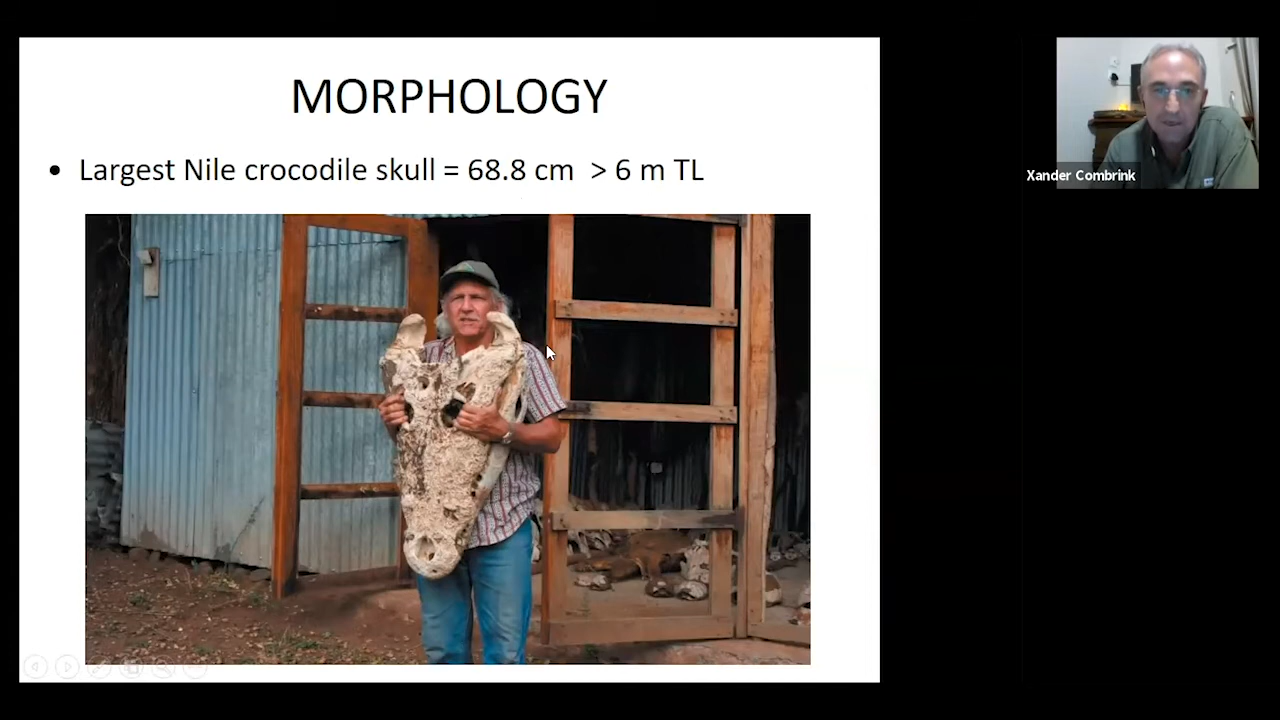 MORPHOLOGY
• Largest Nile crocodile skull = 68.8 cm > 6 m TL
Xander Combrink